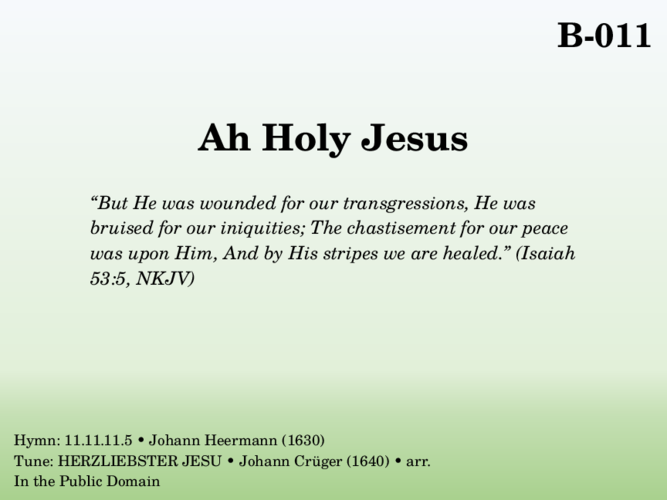 B-011
Ah Holy Jesus
“But He was wounded for our transgressions, He was
bruised for our iniquities; The chastisement for our peace
was upon Him, And by His stripes we are healed.” (Isaiah
53:5, NKJV)
Hymn: 11.11.11.5 • Johann Heermann (1630)
Tune: HERZLIEBSTER JESU • Johann Crüger (1640) • arr.
In the Public Domain